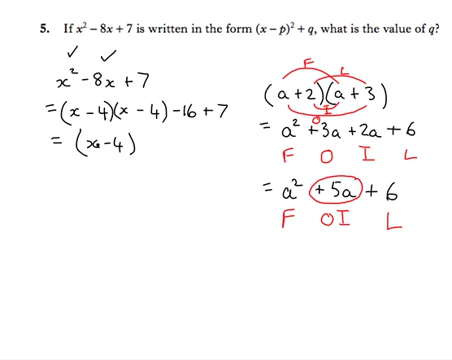 5. If x² − 8x + 7 is written in the form (x − p)² + q, what is the value of q?
✓ ✓
x² − 8x + 7
= (x − 4)(x − 4) − 16 + 7
= (x − 4)
F L
(a + 2)(a + 3)
I
O
= a² + 3a + 2a + 6
F O I L
= a² + 5a + 6
F OI L